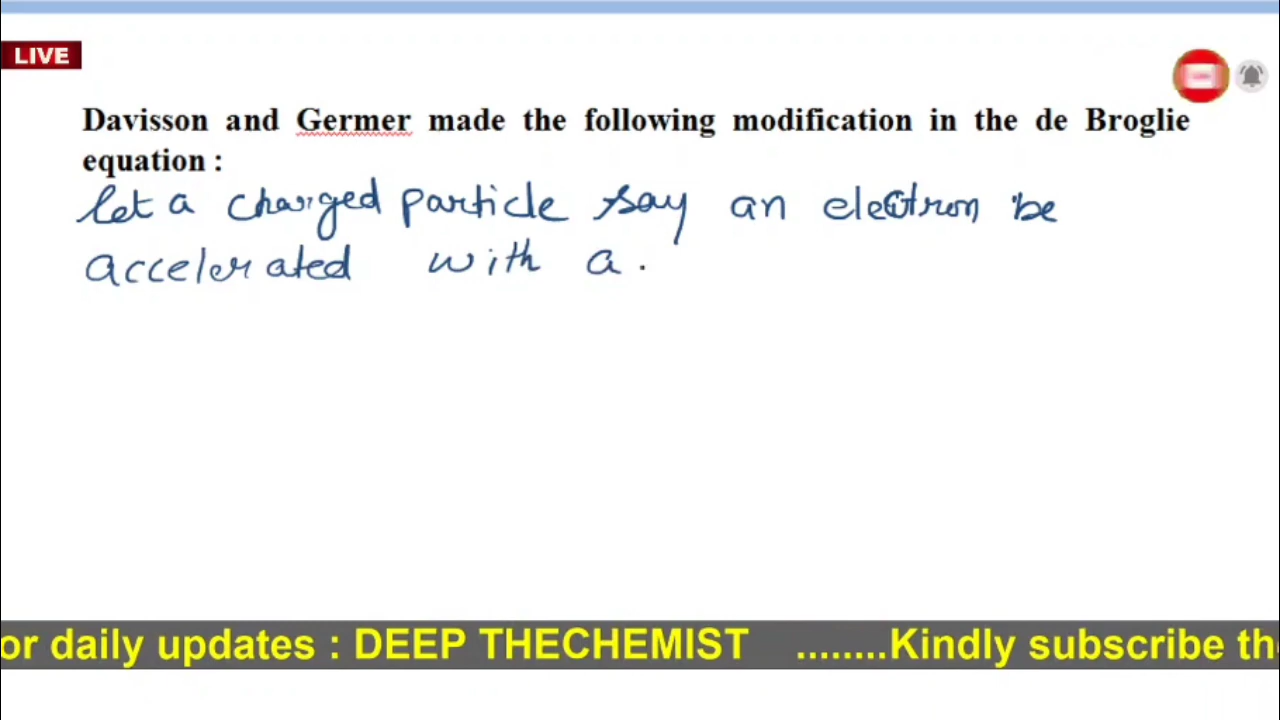 LIVE
Davisson and Germer made the following modification in the de Broglie
equation :
let a charged particle say an electron be
accelerated with a
or daily updates : DEEP THECHEMIST ........Kindly subscribe th